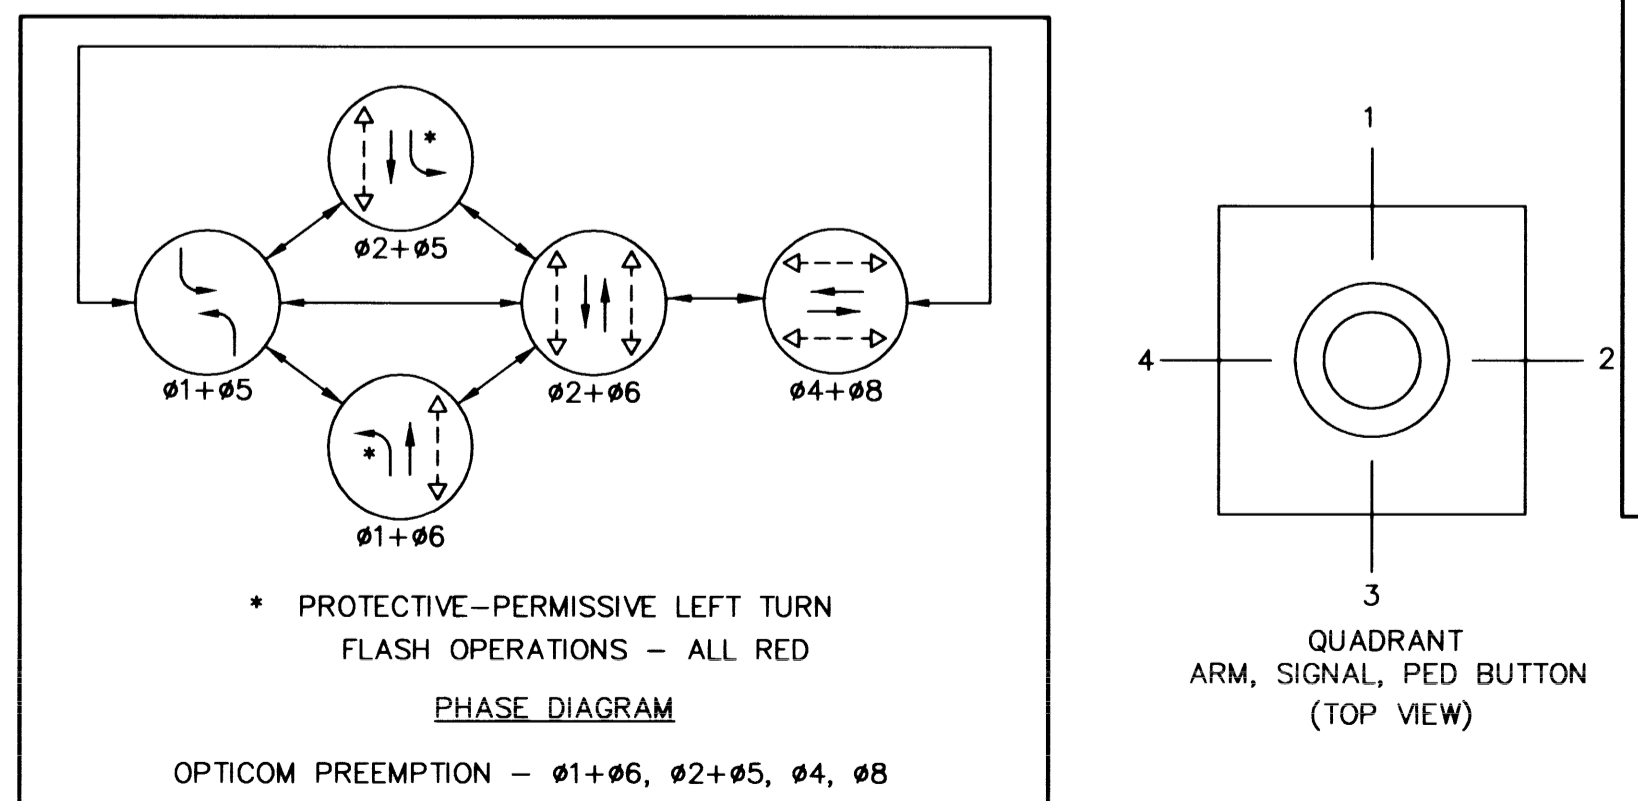 *
ø2+ø5
ø1+ø5
ø2+ø6
ø4+ø8
*
ø1+ø6
* PROTECTIVE–PERMISSIVE LEFT TURN
FLASH OPERATIONS – ALL RED
PHASE DIAGRAM
OPTICOM PREEMPTION – ø1+ø6, ø2+ø5, ø4, ø8
1
4
2
3
QUADRANT
ARM, SIGNAL, PED BUTTON
(TOP VIEW)